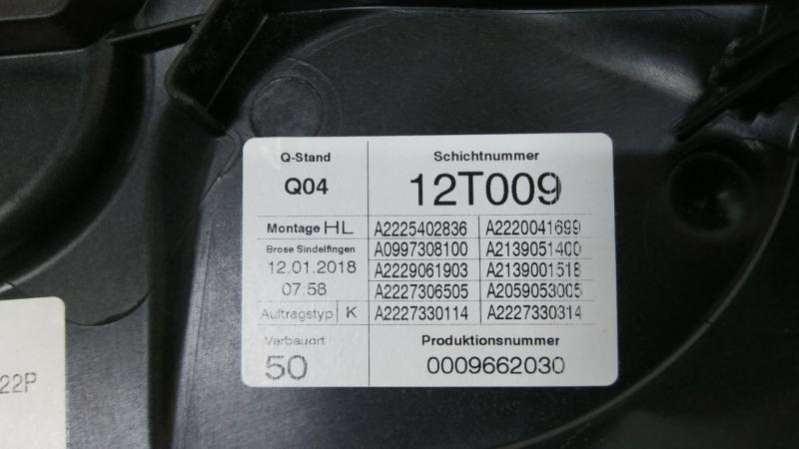 Q-Stand
Q04
Schichtnummer
12T009
Montage HL
A2225402836 A2220041699
Brose Sindelfingen
A0997308100 A2139051400
12.01.2018
A2229061903 A2139001518
07:58
A2227306505 A2059053005
Auftragstyp K
A2227330114 A2227330314
Verbauort
50
Produktionsnummer
0009662030
22P